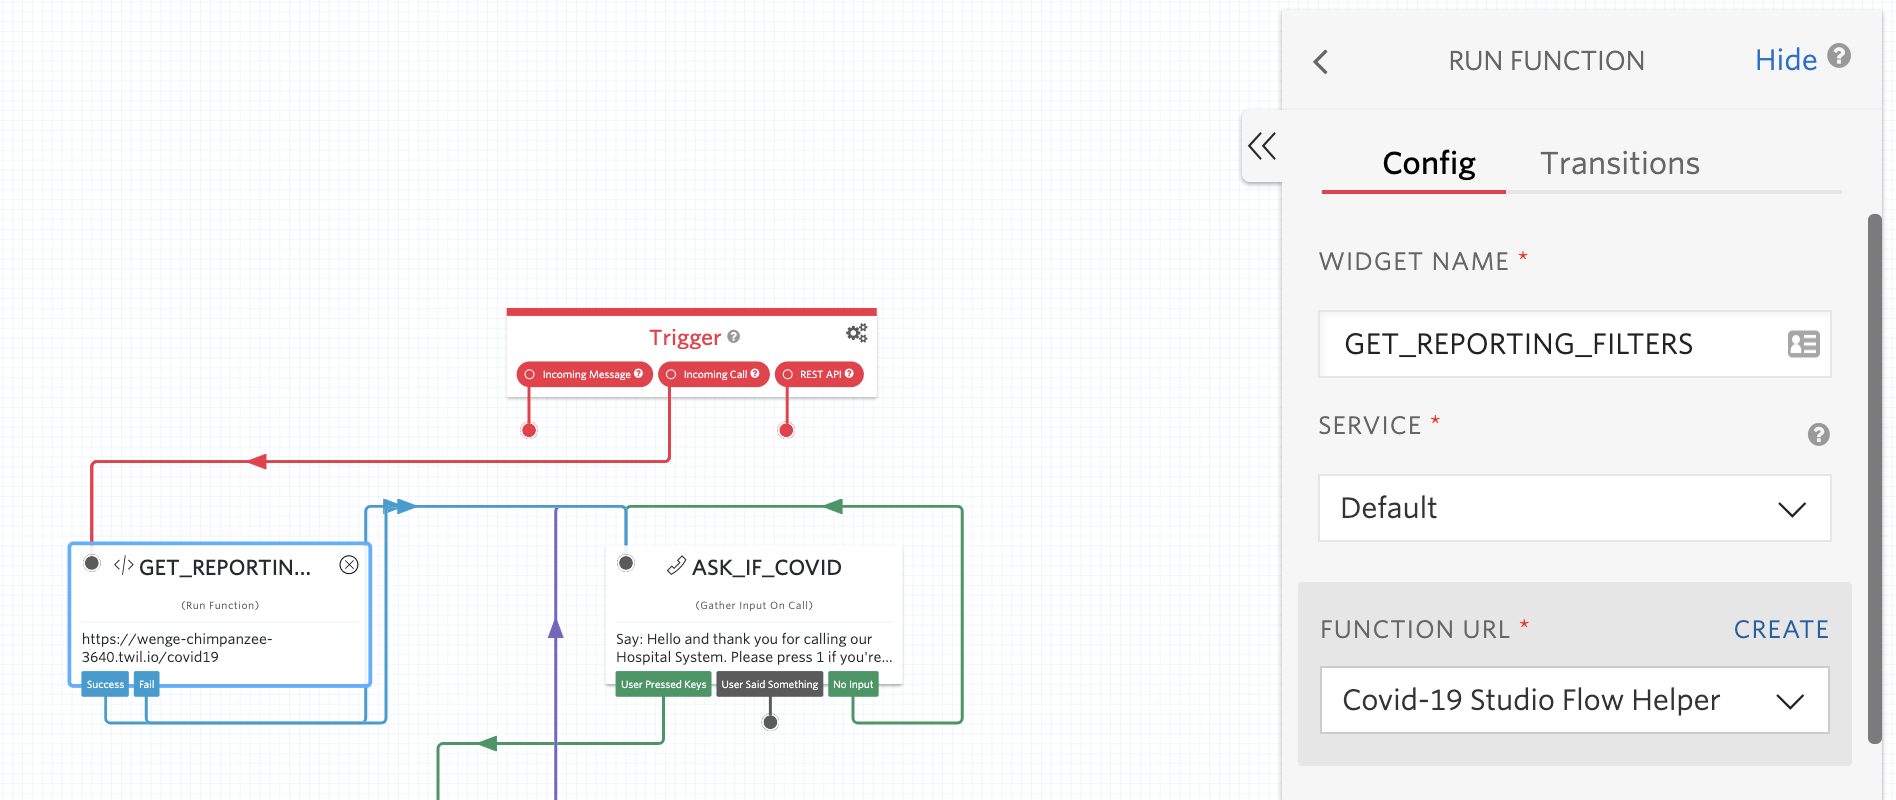 Trigger
Incoming Message
Incoming Call
REST API
GET_REPORTIN...
(Run Function)
https://wenge-chimpanzee-
3640.twil.io/covid19
Success
Fail
ASK_IF_COVID
(Gather Input On Call)
Say: Hello and thank you for calling our
Hospital System. Please press 1 if you're...
User Pressed Keys
User Said Something
No Input
RUN FUNCTION
Hide
Config
Transitions
WIDGET NAME *
GET_REPORTING_FILTERS
SERVICE *
Default
FUNCTION URL *
CREATE
Covid-19 Studio Flow Helper